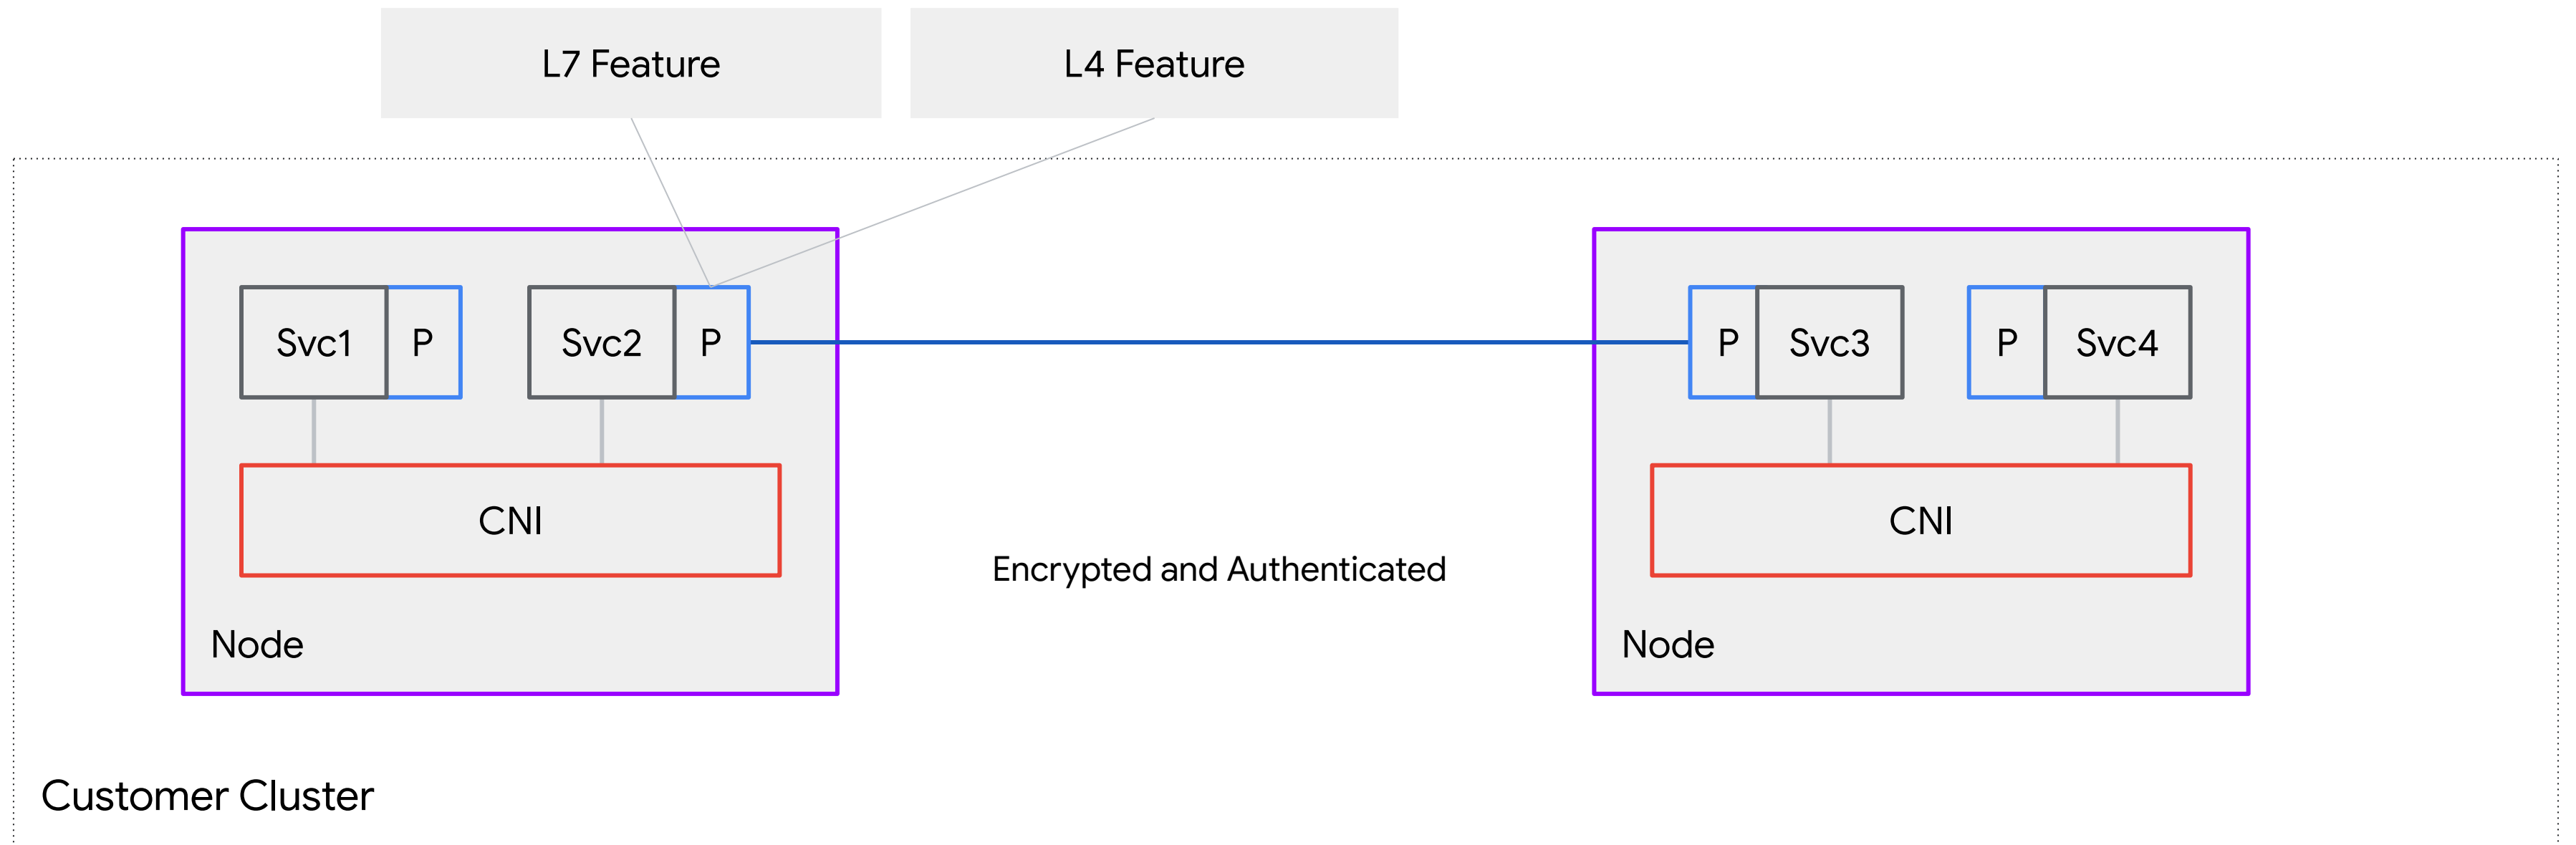 L7 Feature
L4 Feature
Svc1
P
Svc2
P
P
Svc3
P
Svc4
CNI
CNI
Encrypted and Authenticated
Node
Node
Customer Cluster